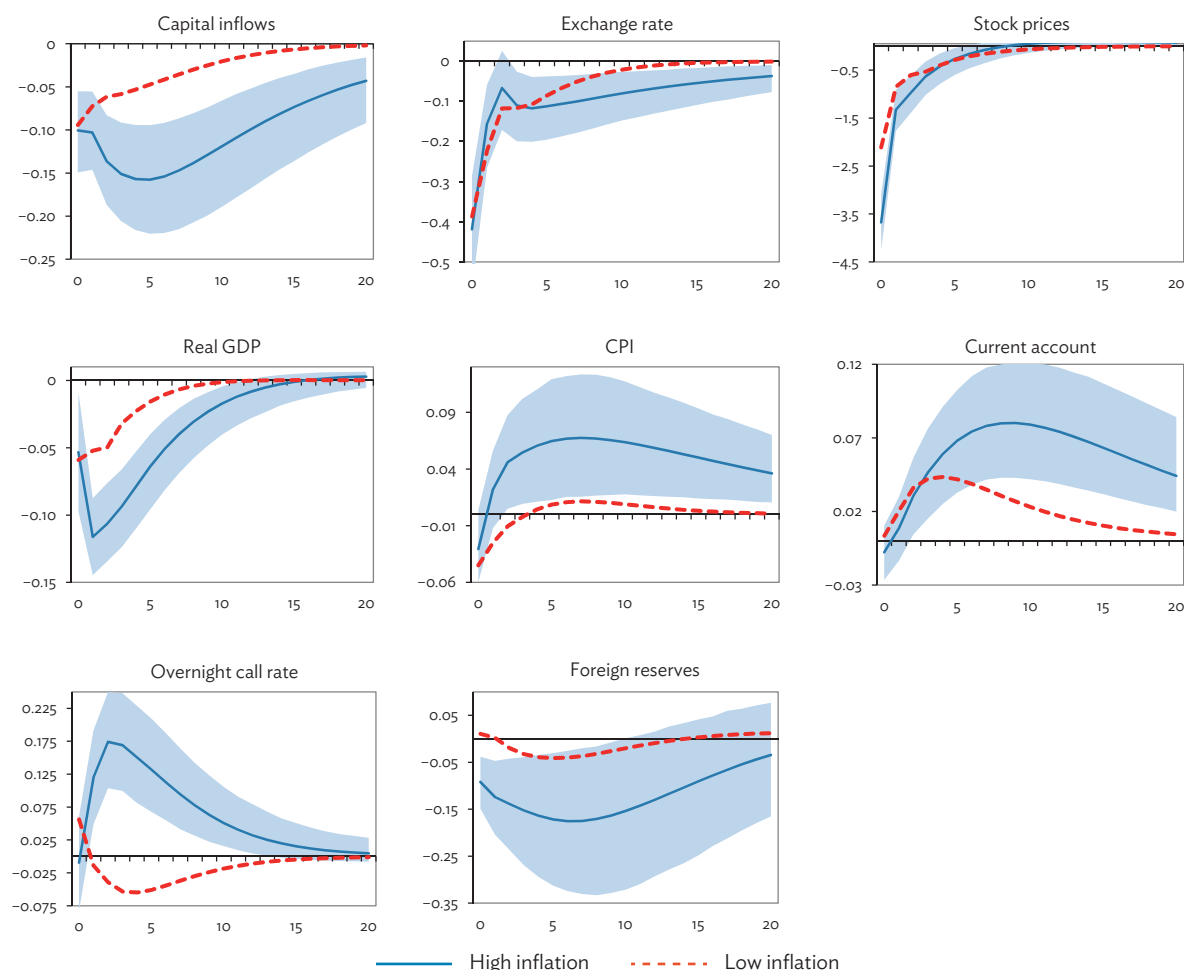 Capital inflows
0
−0.05
−0.10
−0.15
−0.20
−0.25
0 5 10 15 20
Exchange rate
0
−0.1
−0.2
−0.3
−0.4
−0.5
0 5 10 15 20
Stock prices
−0.5
−1.5
−2.5
−3.5
−4.5
0 5 10 15 20
Real GDP
0
−0.05
−0.10
−0.15
0 5 10 15 20
CPI
0.09
0.04
−0.01
−0.06
0 5 10 15 20
Current account
0.12
0.07
0.02
−0.03
0 5 10 15 20
Overnight call rate
0.225
0.175
0.125
0.075
0.025
−0.025
−0.075
0 5 10 15 20
Foreign reserves
0.05
−0.05
−0.15
−0.25
−0.35
0 5 10 15 20
High inflation Low inflation